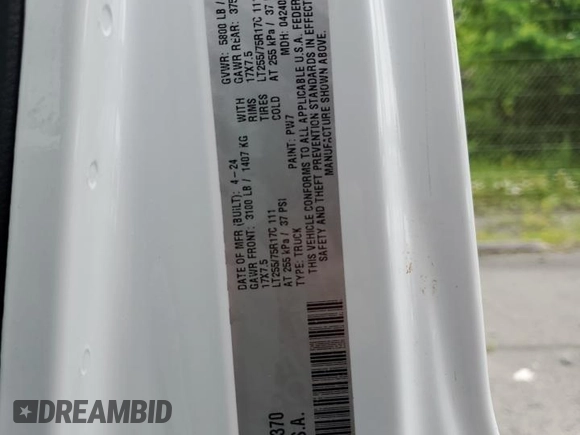 DATE OF MFR (BUILT): 4-24 GVWR: 5800 LB /
GAWR FRONT: 3100 LB / 1407 KG WITH GAWR REAR:
17X7.5 RIMS 17X7.5
LT255/75R17C 111 TIRES LT255/75R17C 111
AT 255 kPa / 37 PSI COLD AT 255 kPa / 37
TYPE: TRUCK PAINT: PW7 MDH:
THIS VEHICLE CONFORMS TO ALL APPLICABLE U.S.A.
SAFETY AND THEFT PREVENTION STANDARDS IN EFFECT
MANUFACTURE SHOWN ABOVE.
370
S.A.
DREAMBID